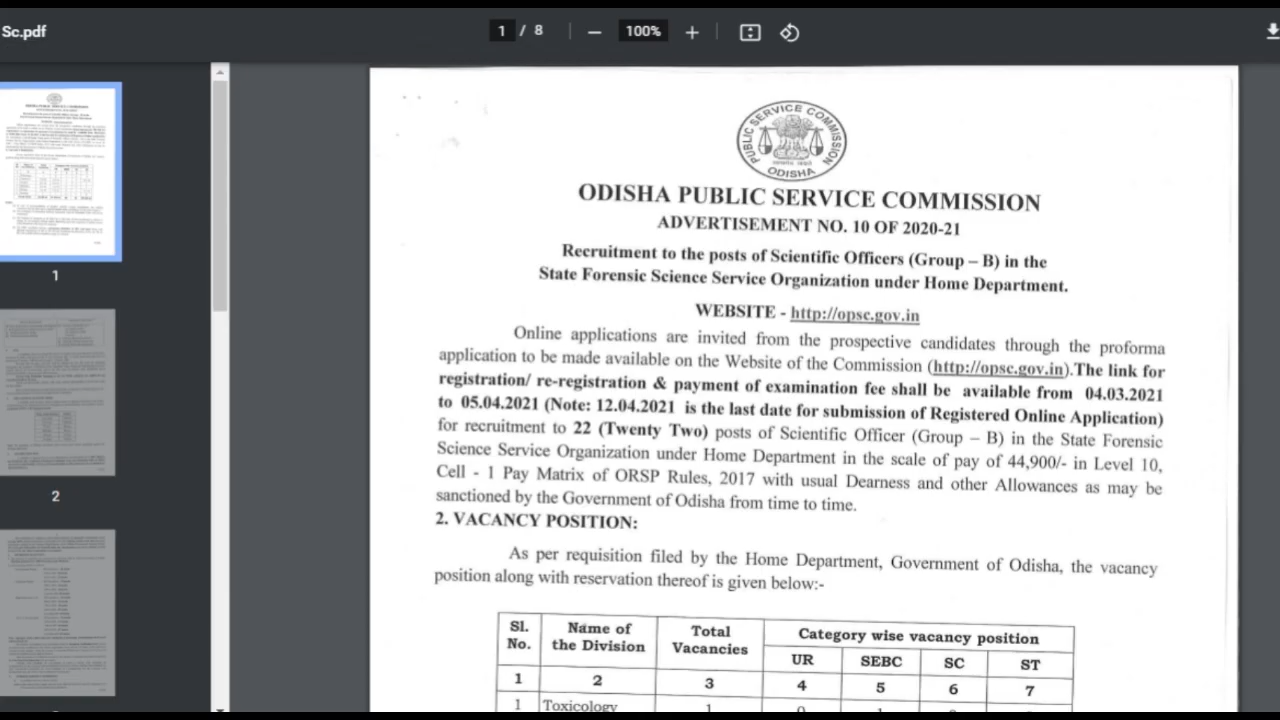 Sc.pdf
1 / 8
100%
PUBLIC SERVICE COMMISSION
ODISHA
ODISHA PUBLIC SERVICE COMMISSION
ADVERTISEMENT NO. 10 OF 2020-21
Recruitment to the posts of Scientific Officers (Group – B) in the
State Forensic Science Service Organization under Home Department.
WEBSITE - http://opsc.gov.in
Online applications are invited from the prospective candidates through the proforma
application to be made available on the Website of the Commission (http://opsc.gov.in).The link for
registration/ re-registration & payment of examination fee shall be available from 04.03.2021
to 05.04.2021 (Note: 12.04.2021 is the last date for submission of Registered Online Application)
for recruitment to 22 (Twenty Two) posts of Scientific Officer (Group – B) in the State Forensic
Science Service Organization under Home Department in the scale of pay of 44,900/- in Level 10,
Cell - 1 Pay Matrix of ORSP Rules, 2017 with usual Dearness and other Allowances as may be
sanctioned by the Government of Odisha from time to time.
2. VACANCY POSITION:
As per requisition filed by the Home Department, Government of Odisha, the vacancy
position along with reservation thereof is given below:-
Sl. No. Name of the Division Total Vacancies Category wise vacancy position
UR SEBC SC ST
1 2 3 4 5 6 7
1 Toxicology 1
1
2